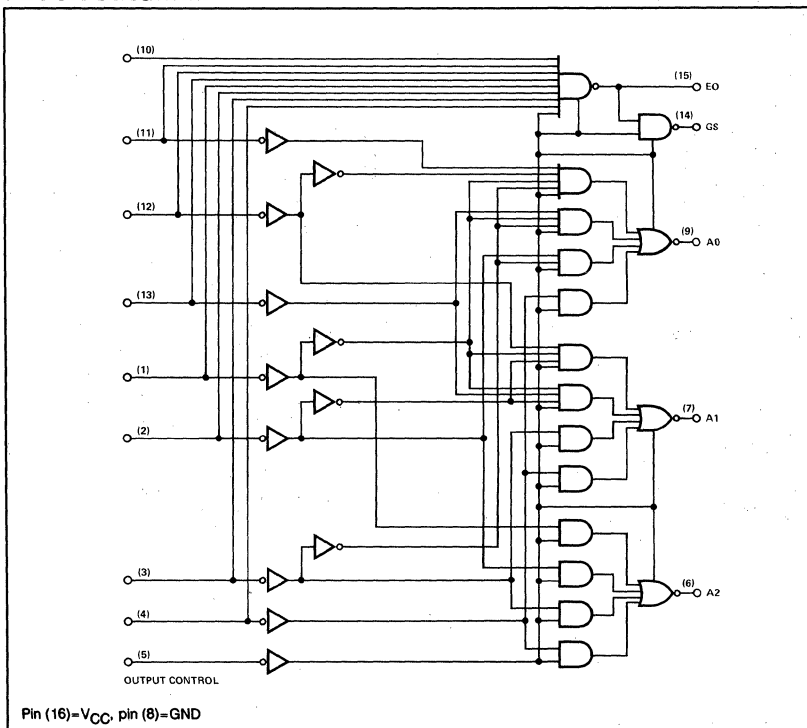 (10)
(15) EO
(14) GS
(11)
(12)
(9) A0
(13)
(1)
(7) A1
(2)
(3)
(6) A2
(4)
(5)
OUTPUT CONTROL
Pin (16)=VCC, pin (8)=GND